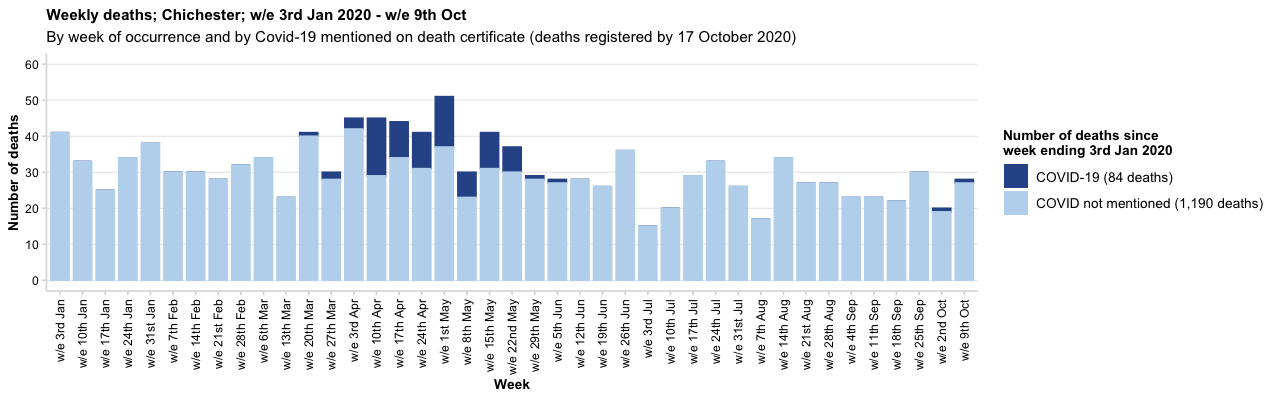 Weekly deaths; Chichester; w/e 3rd Jan 2020 - w/e 9th Oct
By week of occurrence and by Covid-19 mentioned on death certificate (deaths registered by 17 October 2020)
Number of deaths
60
50
40
30
20
10
0
w/e 3rd Jan
w/e 10th Jan
w/e 17th Jan
w/e 24th Jan
w/e 31st Jan
w/e 7th Feb
w/e 14th Feb
w/e 21st Feb
w/e 28th Feb
w/e 6th Mar
w/e 13th Mar
w/e 20th Mar
w/e 27th Mar
w/e 3rd Apr
w/e 10th Apr
w/e 17th Apr
w/e 24th Apr
w/e 1st May
w/e 8th May
w/e 15th May
w/e 22nd May
w/e 29th May
w/e 5th Jun
w/e 12th Jun
w/e 19th Jun
w/e 26th Jun
w/e 3rd Jul
w/e 10th Jul
w/e 17th Jul
w/e 24th Jul
w/e 31st Jul
w/e 7th Aug
w/e 14th Aug
w/e 21st Aug
w/e 28th Aug
w/e 4th Sep
w/e 11th Sep
w/e 18th Sep
w/e 25th Sep
w/e 2nd Oct
w/e 9th Oct
Week
Number of deaths since
week ending 3rd Jan 2020
COVID-19 (84 deaths)
COVID not mentioned (1,190 deaths)